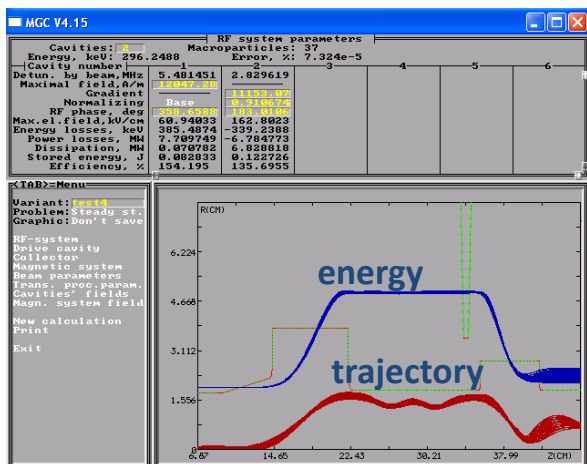 MGC V4.15
RF system parameters
Cavities: 2 Macroparticles: 37
Energy, keV: 296.2488 Error, %: 7.324e-5
Cavity number 1 2 3 4 5 6
Detun. by beam,MHz 5.481451 2.829619
Maximal field,A/m 12047.28
Gradient 11153.07
Normalizing Base 0.910674
RF phase, deg 358.6588 183.0106
Max.el.field,kV/cm 60.94033 162.8023
Energy losses, keV 385.4874 -339.2388
Power losses, MW 7.709749 -6.784773
Dissipation, MW 0.070782 6.828818
Stored energy, J 0.082833 0.122726
Efficiency, % 154.195 135.6955
<TAB>=Menu
Variant: test4
Problem: Steady st.
Graphic: Don't save
RF-system
Drive cavity
Collector
Magnetic system
Beam parameters
Trans. proc.param.
Cavities' fields
Magn. system field
New calculation
Print
Exit
R(CM)
6.224
energy
4.668
3.112
trajectory
1.556
0
6.87 14.65 22.43 30.21 38.21 37.99 Z(CM)